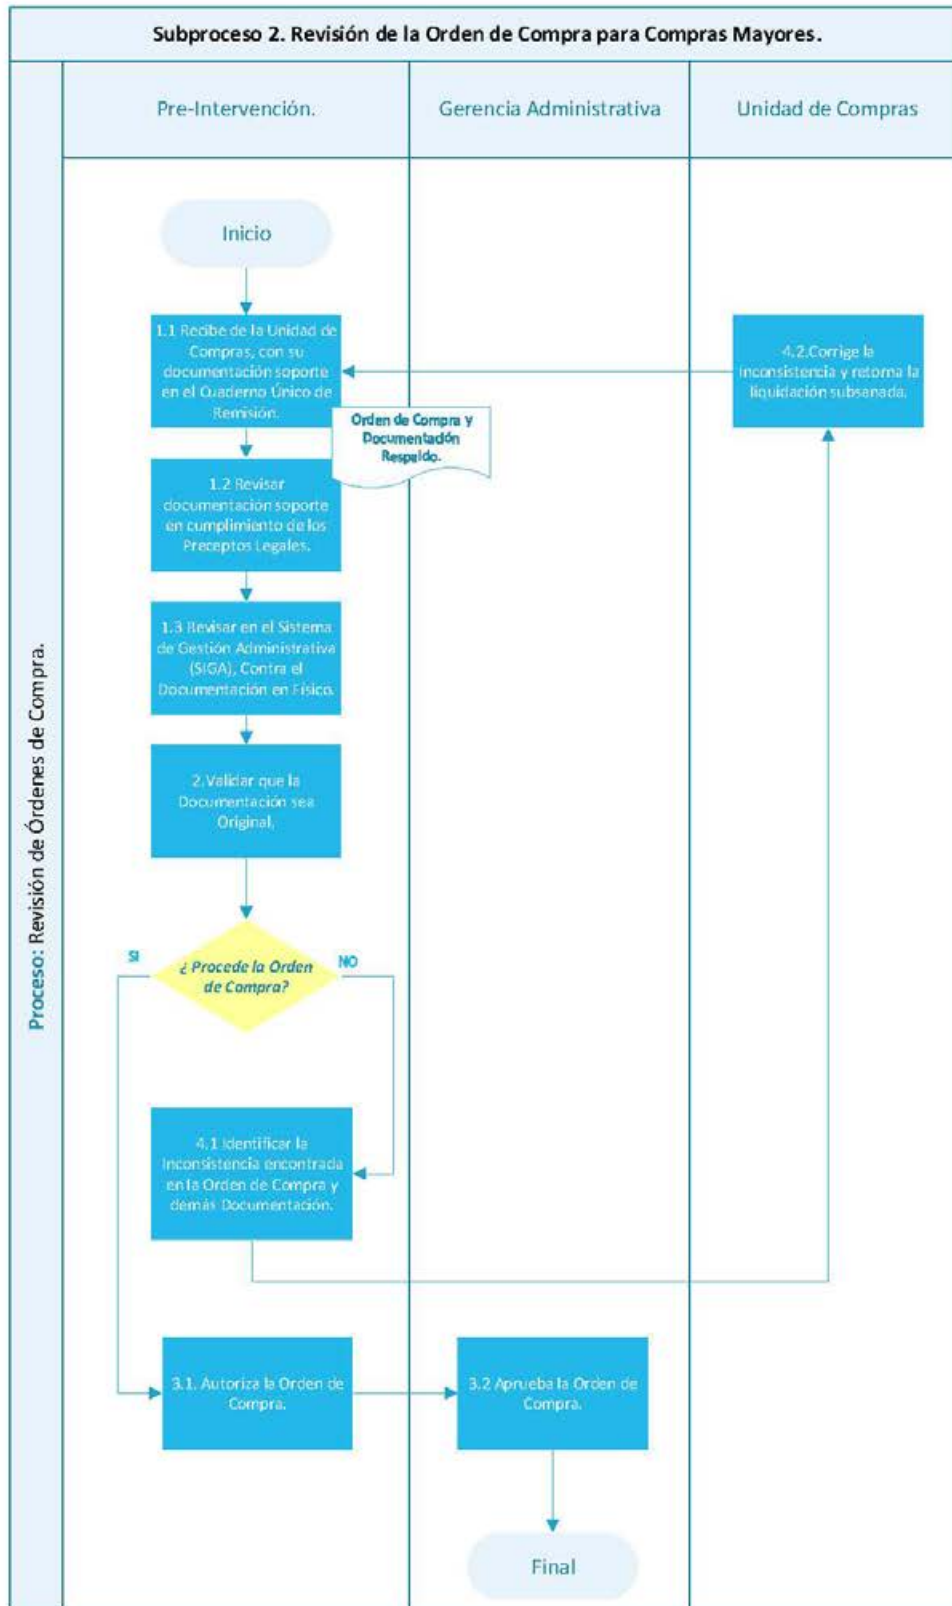 Subproceso 2. Revisión de la Orden de Compra para Compras Mayores.
Pre-Intervención.
Gerencia Administrativa
Unidad de Compras
Proceso: Revisión de Órdenes de Compra.
Inicio
1.1 Recibe de la Unidad de
Compras, con su
documentación soporte
en el Cuaderno Único de
Remisión.
4.2.Corrige la
inconsistencia y retorna la
liquidación subsanada.
Orden de Compra y
Documentación
Respaldo.
1.2 Revisar
documentación soporte
en cumplimiento de los
Preceptos Legales.
1.3 Revisar en el Sistema
de Gestión Administrativa
(SIGA), Contra el
Documentación en Físico.
2.Validar que la
Documentación sea
Original.
SI
¿ Procede la Orden
de Compra?
NO
4.1 Identificar la
Inconsistencia encontrada
en la Orden de Compra y
demás Documentación.
3.1. Autoriza la Orden de
Compra.
3.2 Aprueba la Orden de
Compra.
Final